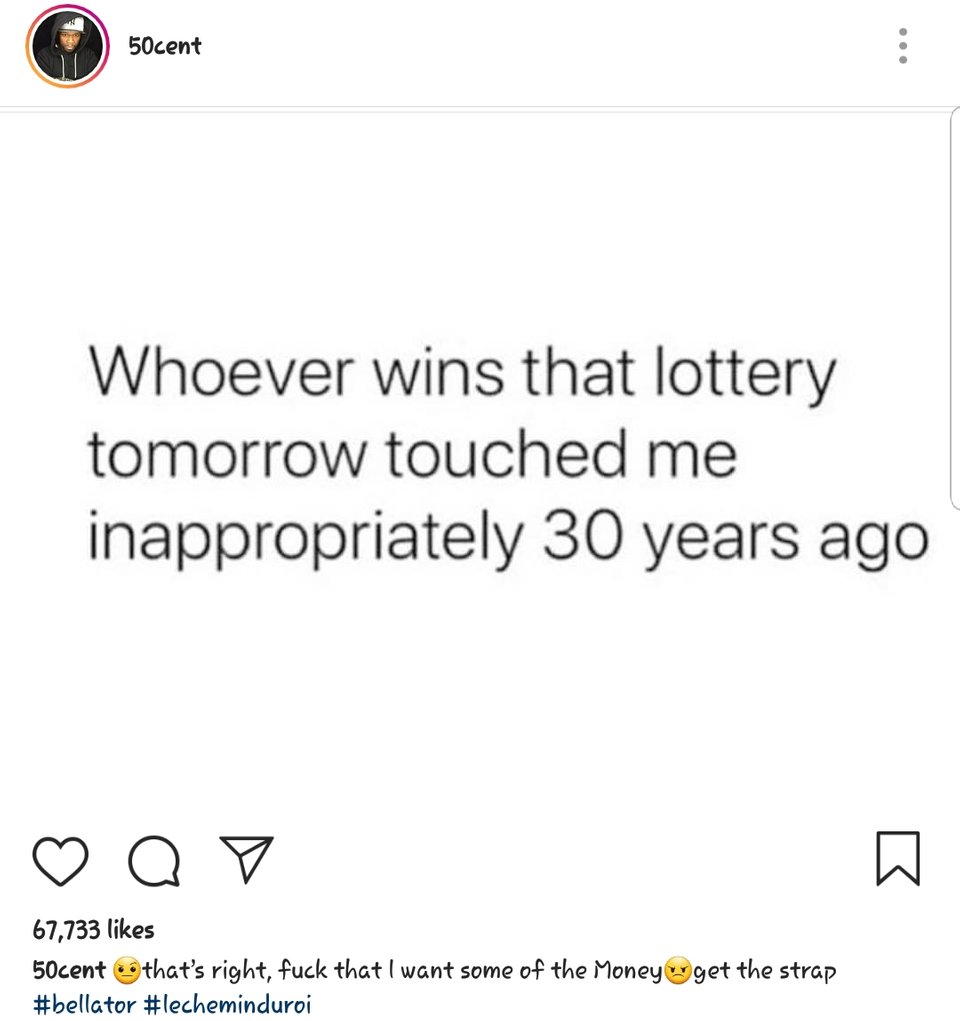 50cent
Whoever wins that lottery
tomorrow touched me
inappropriately 30 years ago
67,733 likes
50cent 🤨that's right, fuck that I want some of the Money😠get the strap
#bellator #lecheminduroi